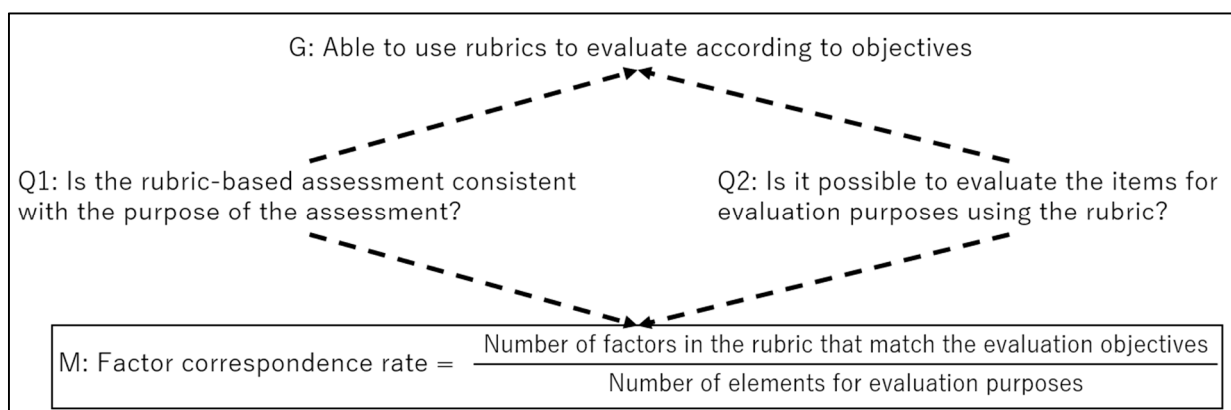 G: Able to use rubrics to evaluate according to objectives
Q1: Is the rubric-based assessment consistent
with the purpose of the assessment?
Q2: Is it possible to evaluate the items for
evaluation purposes using the rubric?
M: Factor correspondence rate =
Number of factors in the rubric that match the evaluation objectives
Number of elements for evaluation purposes